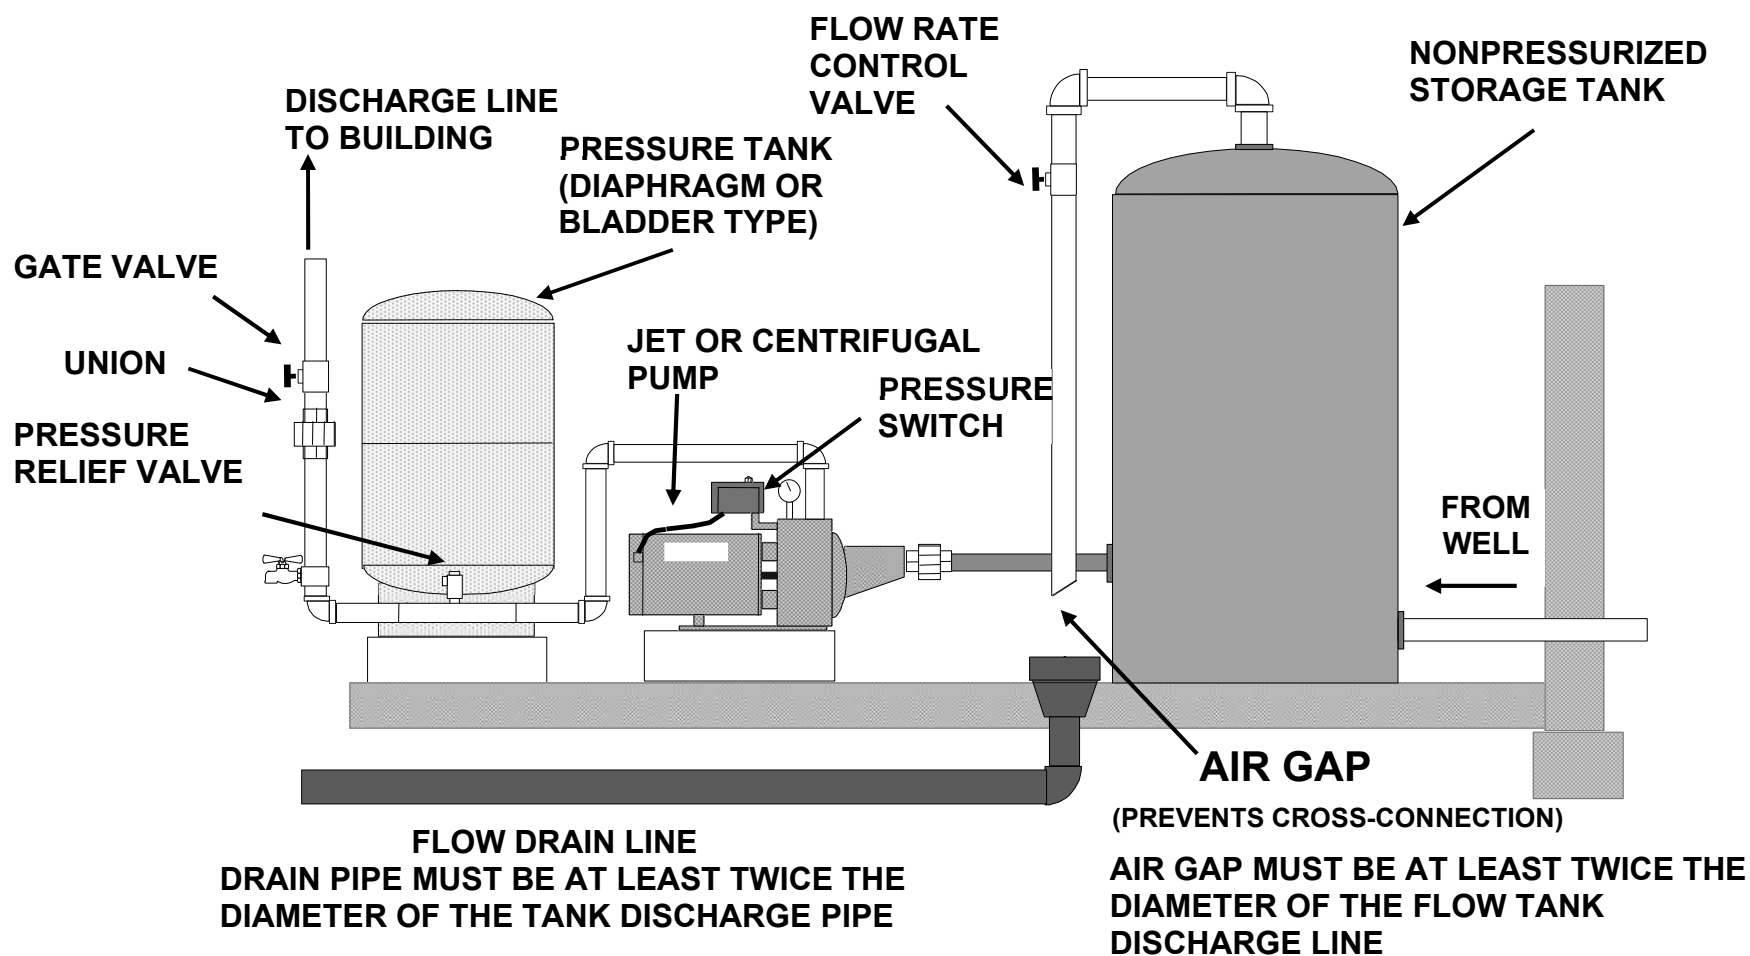 FLOW RATE
CONTROL
VALVE
NONPRESSURIZED
STORAGE TANK
DISCHARGE LINE
TO BUILDING
PRESSURE TANK
(DIAPHRAGM OR
BLADDER TYPE)
GATE VALVE
UNION
JET OR CENTRIFUGAL
PUMP
PRESSURE
SWITCH
PRESSURE
RELIEF VALVE
FROM
WELL
AIR GAP
(PREVENTS CROSS-CONNECTION)
AIR GAP MUST BE AT LEAST TWICE THE
DIAMETER OF THE FLOW TANK
DISCHARGE LINE
FLOW DRAIN LINE
DRAIN PIPE MUST BE AT LEAST TWICE THE
DIAMETER OF THE TANK DISCHARGE PIPE